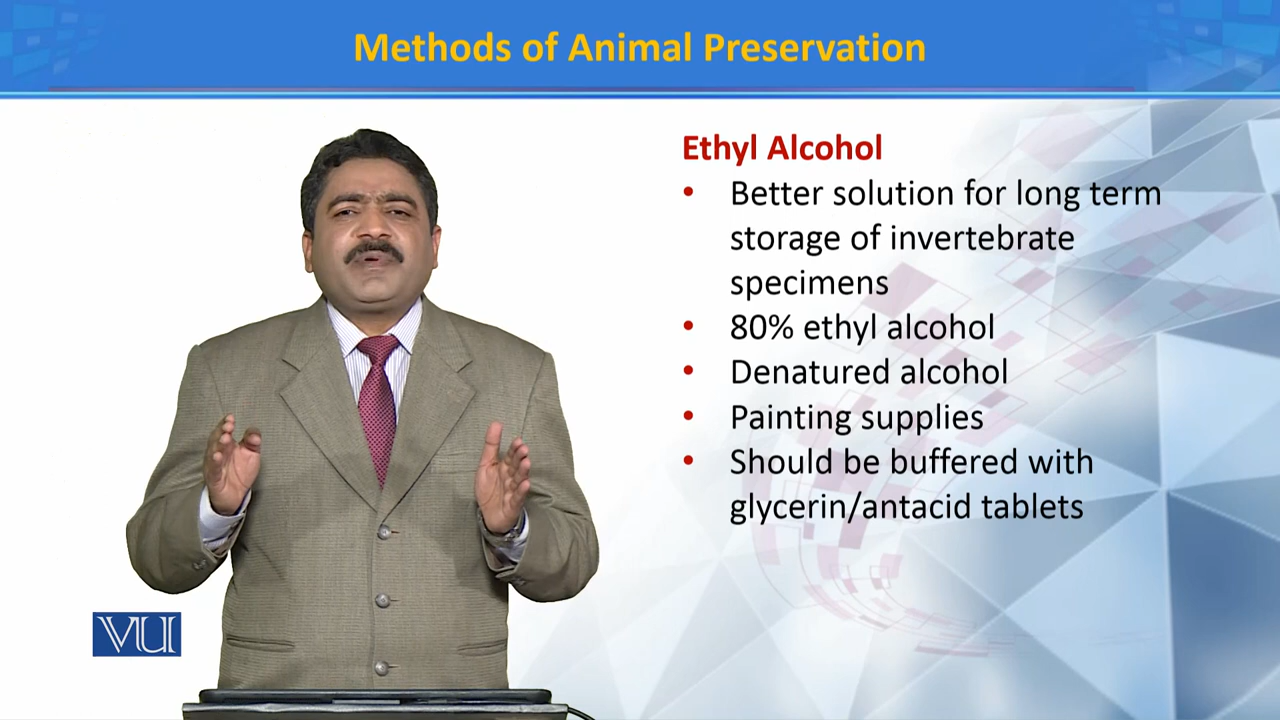 Methods of Animal Preservation
Ethyl Alcohol
• Better solution for long term
storage of invertebrate
specimens
• 80% ethyl alcohol
• Denatured alcohol
• Painting supplies
• Should be buffered with
glycerin/antacid tablets
VU